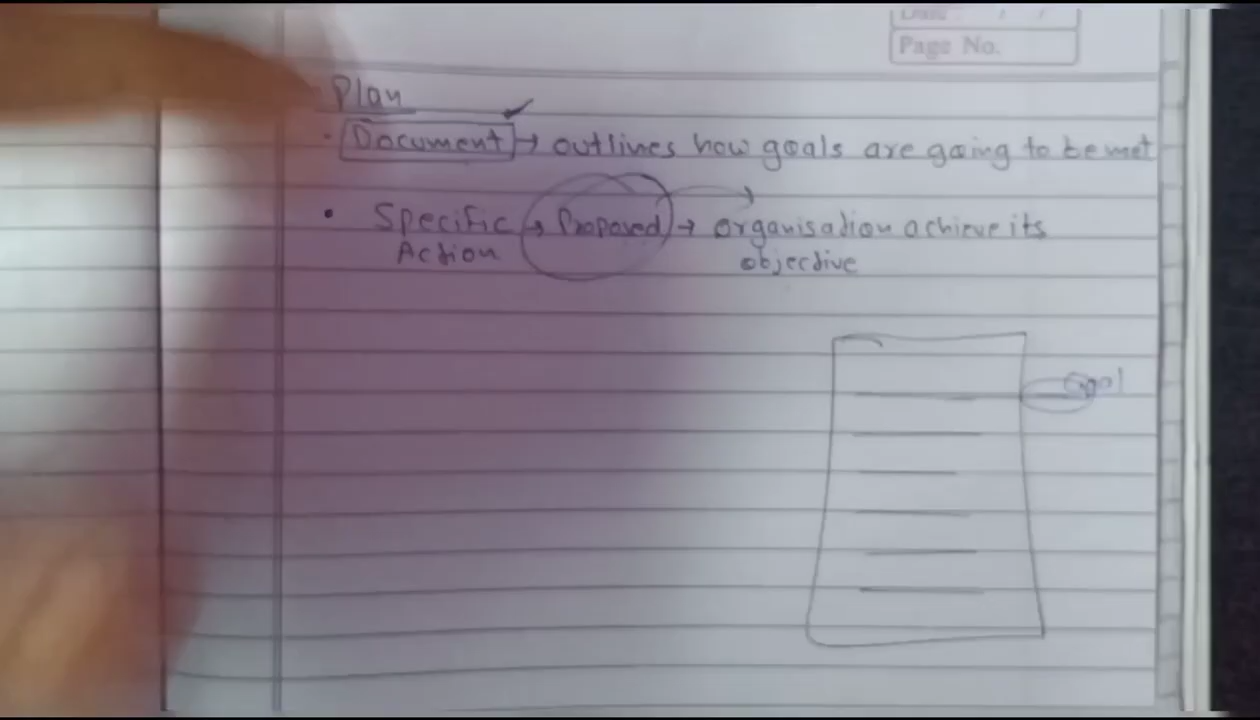 Date / /
Page No.
Plan
· Document → outlines how goals are going to be met
• Specific → Proposed → organisation achieve its
Action objective
Goal